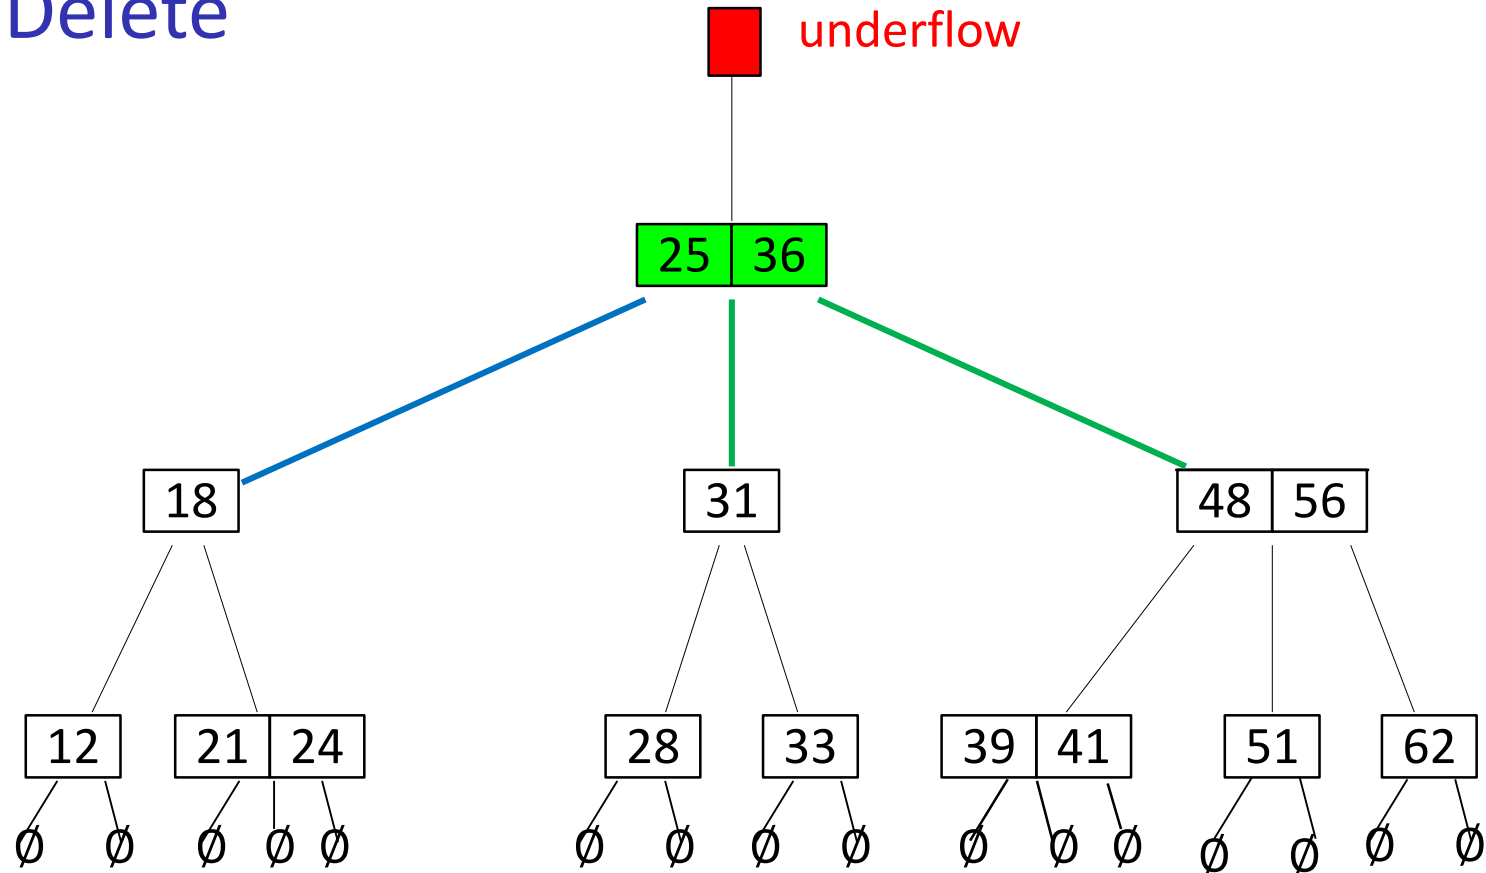 Delete
underflow
25 36
18 31 48 56
12 21 24 28 33 39 41 51 62
Ø Ø Ø Ø Ø Ø Ø Ø Ø Ø Ø Ø Ø Ø Ø Ø